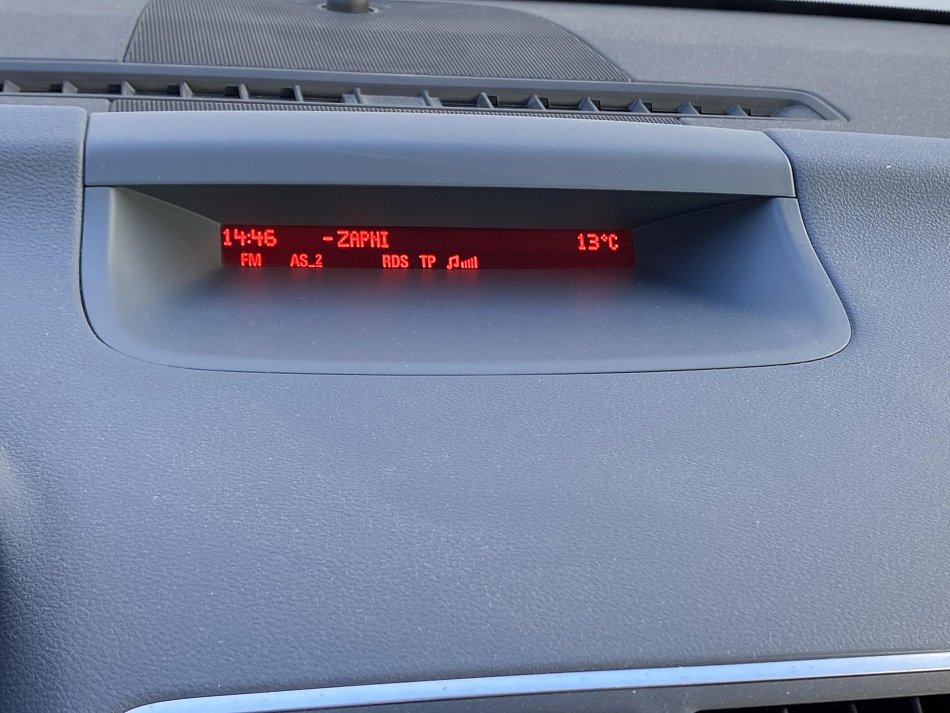 14:46 -ZAPNI 13°C
FM AS_2 RDS TP